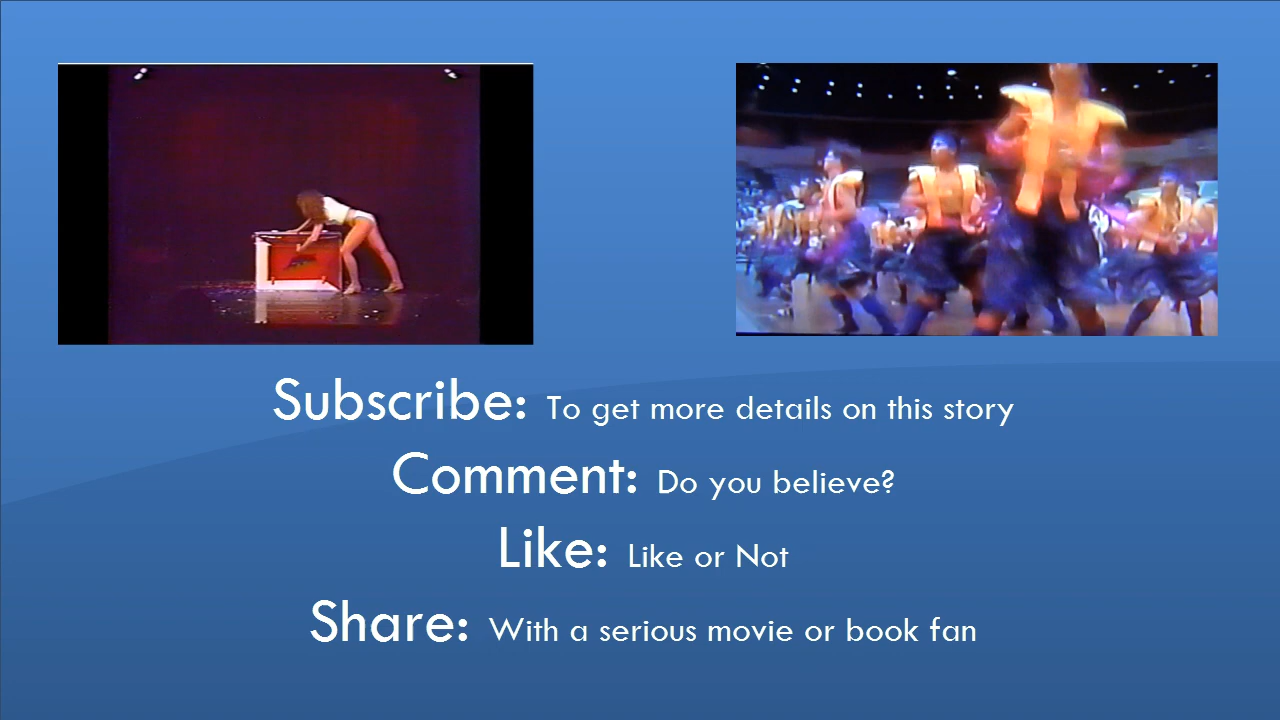 Subscribe: To get more details on this story
Comment: Do you believe?
Like: Like or Not
Share: With a serious movie or book fan